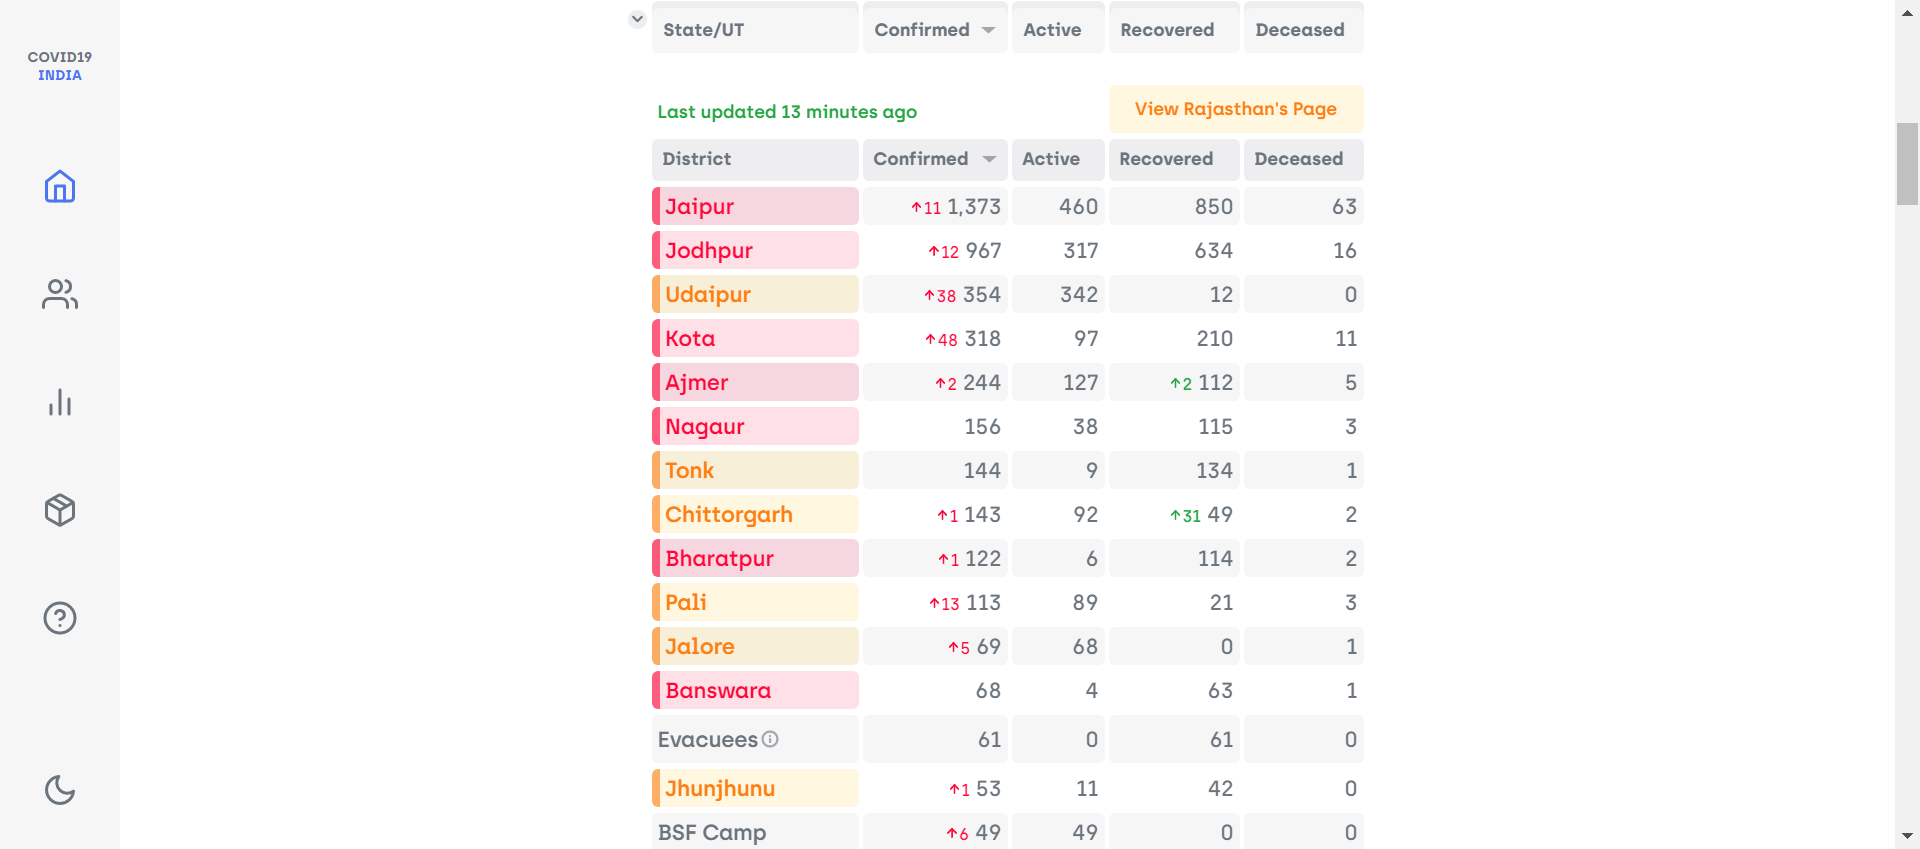 COVID19
INDIA
State/UT Confirmed Active Recovered Deceased
Last updated 13 minutes ago View Rajasthan's Page
District Confirmed Active Recovered Deceased
Jaipur ↑11 1,373 460 850 63
Jodhpur ↑12 967 317 634 16
Udaipur ↑38 354 342 12 0
Kota ↑48 318 97 210 11
Ajmer ↑2 244 127 ↑2 112 5
Nagaur 156 38 115 3
Tonk 144 9 134 1
Chittorgarh ↑1 143 92 ↑31 49 2
Bharatpur ↑1 122 6 114 2
Pali ↑13 113 89 21 3
Jalore ↑5 69 68 0 1
Banswara 68 4 63 1
Evacuees 61 0 61 0
Jhunjhunu ↑1 53 11 42 0
BSF Camp ↑6 49 49 0 0